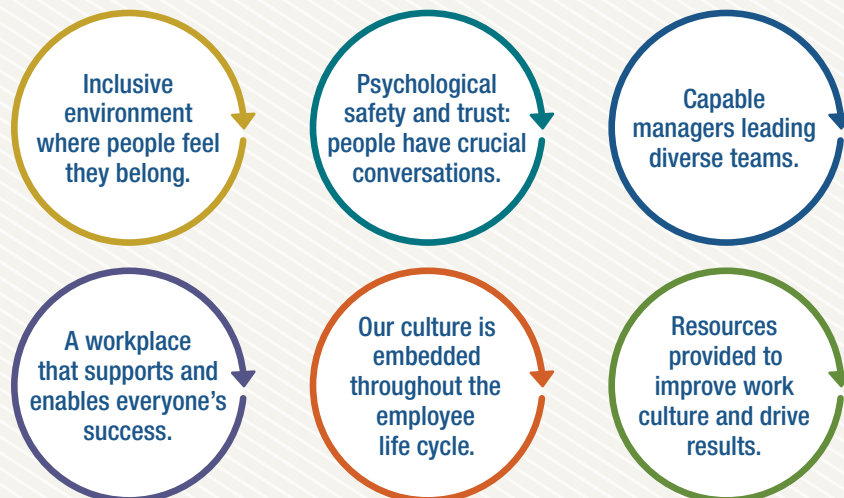 Inclusive
environment
where people feel
they belong.
Psychological
safety and trust:
people have crucial
conversations.
Capable
managers leading
diverse teams.
A workplace
that supports and
enables everyone’s
success.
Our culture is
embedded
throughout the
employee
life cycle.
Resources
provided to
improve work
culture and drive
results.